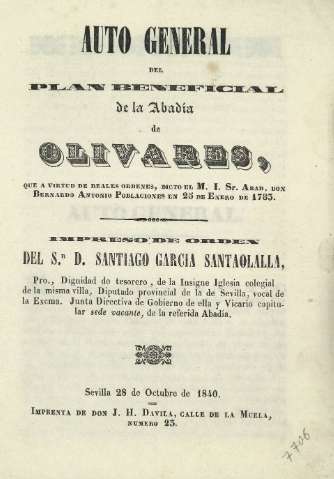 AUTO GENERAL
DEL
PLAN BENEFICIAL
de la Abadía
de
OLIVARES,
QUE A VIRTUD DE REALES ORDENES, DICTO EL M. I. Sr. ABAD, DON
BERNARDO ANTONIO POBLACIONES EN 25 DE ENERO DE 1783.
IMPRESO DE ORDEN
DEL S.r D. SANTIAGO GARCIA SANTAOLALLA,
Pro., Dignidad de tesorero, de la Insigne Iglesia colegial
de la misma villa, Diputado provincial de la de Sevilla, vocal de
la Excma. Junta Directiva de Gobierno de ella y Vicario capitu-
lar sede vacante, de la referida Abadía.
Sevilla 28 de Octubre de 1840.
IMPRENTA DE DON J. H. DAVILA, CALLE DE LA MUELA,
NUMERO 25.
7706